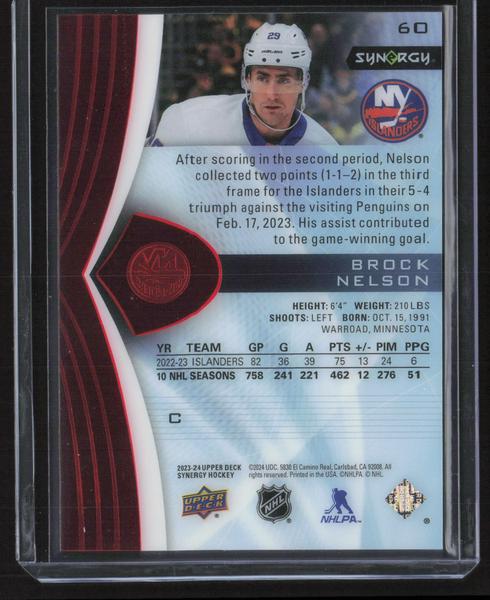 60
29
SYNERGY
NY
ISLANDERS
After scoring in the second period, Nelson
collected two points (1-1–2) in the third
frame for the Islanders in their 5-4
triumph against the visiting Penguins on
Feb. 17, 2023. His assist contributed
to the game-winning goal.
BROCK
NELSON
HEIGHT: 6'4" WEIGHT: 210 LBS
SHOOTS: LEFT BORN: OCT. 15, 1991
WARROAD, MINNESOTA
YR TEAM GP G A PTS +/- PIM PPG
2022-23 ISLANDERS 82 36 39 75 13 24 6
10 NHL SEASONS 758 241 221 462 12 276 51
C
2023-24 UPPER DECK
SYNERGY HOCKEY
©2024 UDC. 5830 El Camino Real, Carlsbad, CA 92008. All
rights reserved. Printed in the USA. ©NHLPA. © NHL.
UPPER
DECK
NHL
NHLPA